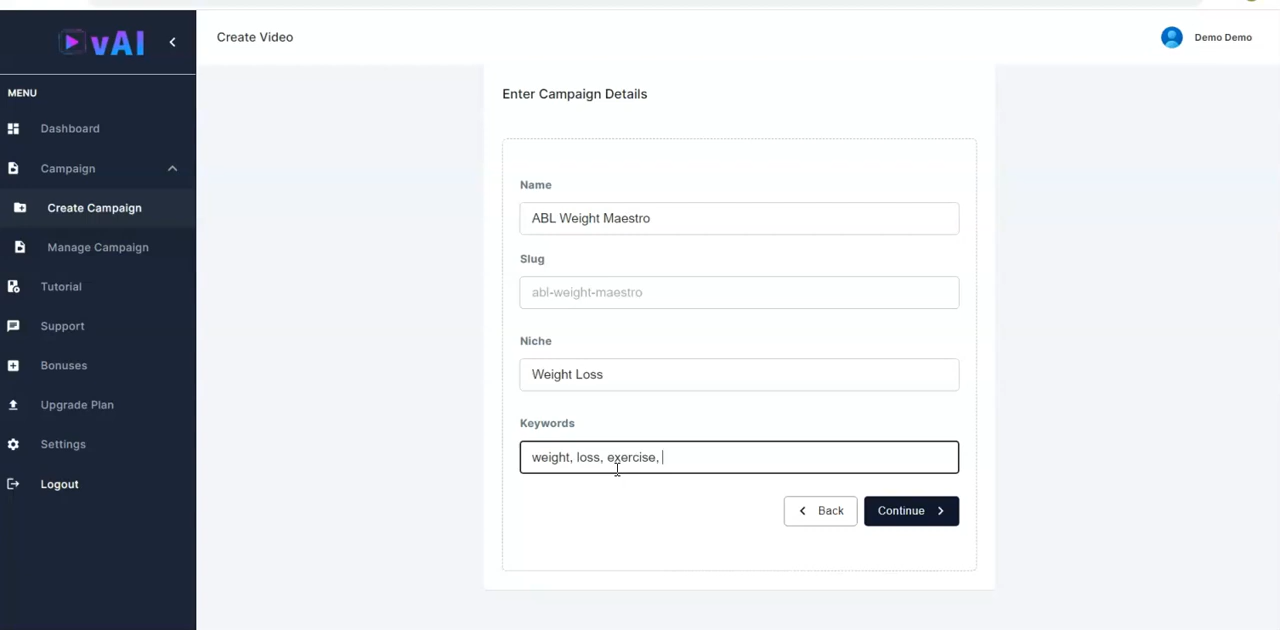 vAI
Create Video
Demo Demo
MENU
Dashboard
Campaign
Create Campaign
Manage Campaign
Tutorial
Support
Bonuses
Upgrade Plan
Settings
Logout
Enter Campaign Details
Name
ABL Weight Maestro
Slug
abl-weight-maestro
Niche
Weight Loss
Keywords
weight, loss, exercise,
Back
Continue